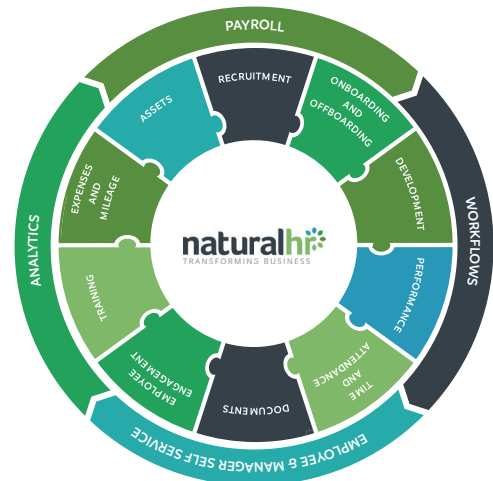 PAYROLL
WORKFLOWS
EMPLOYEE & MANAGER SELF SERVICE
ANALYTICS
RECRUITMENT
ONBOARDING
AND
OFFBOARDING
DEVELOPMENT
PERFORMANCE
TIME
AND
ATTENDANCE
DOCUMENTS
EMPLOYEE
ENGAGEMENT
TRAINING
EXPENSES
AND
MILEAGE
ASSETS
naturalhr
TRANSFORMING BUSINESS